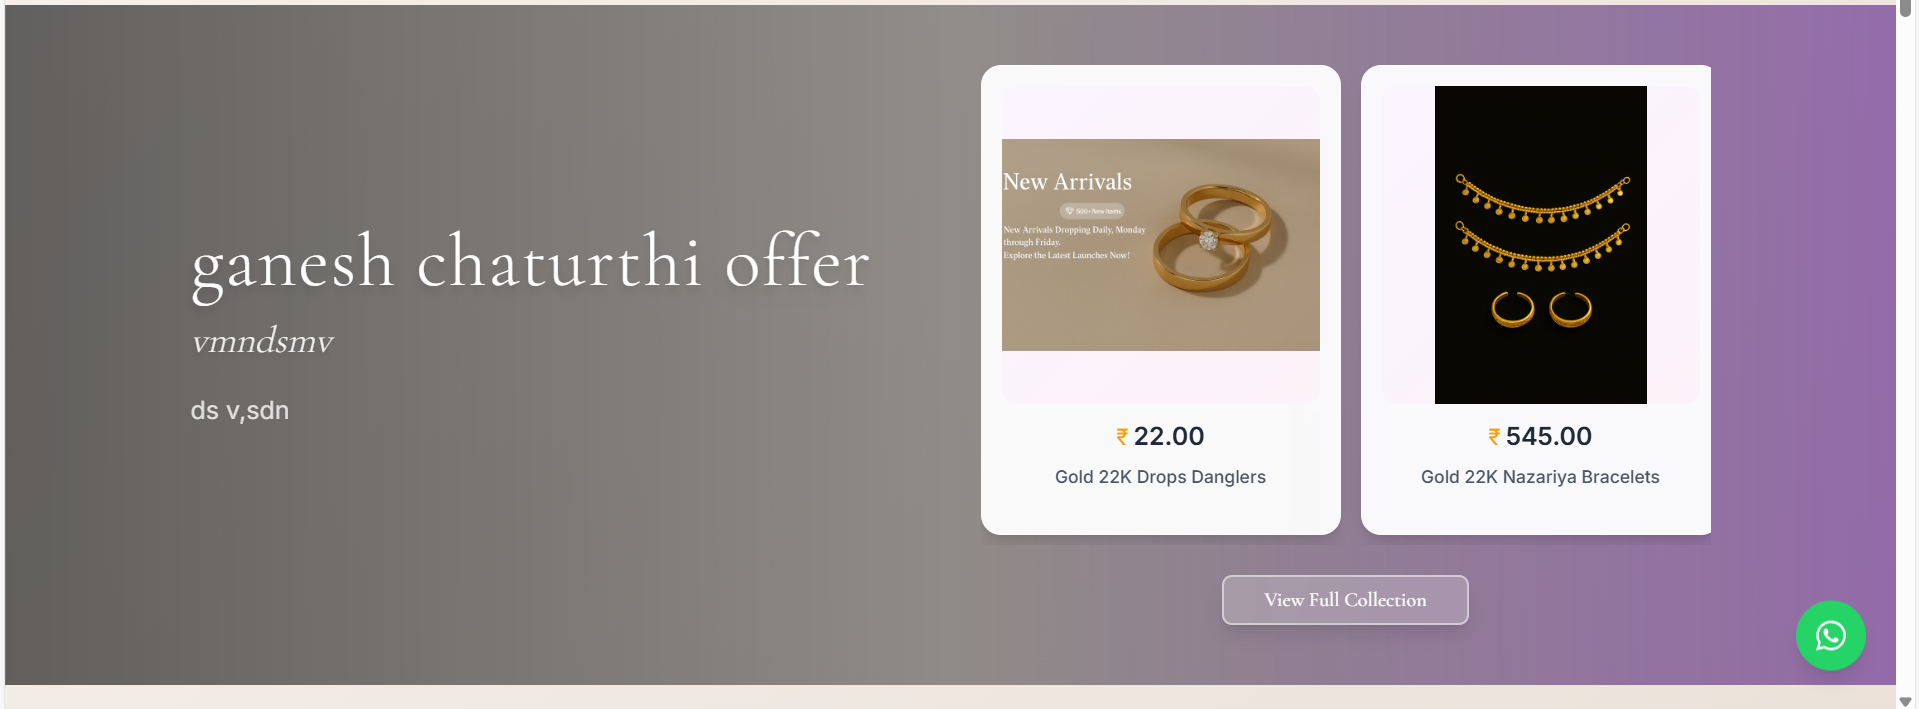 ganesh chaturthi offer
vmndsmv
ds v,sdn
New Arrivals
500+ New Items
New Arrivals Dropping Daily, Monday
through Friday.
Explore the Latest Launches Now!
₹ 22.00
Gold 22K Drops Danglers
₹ 545.00
Gold 22K Nazariya Bracelets
View Full Collection